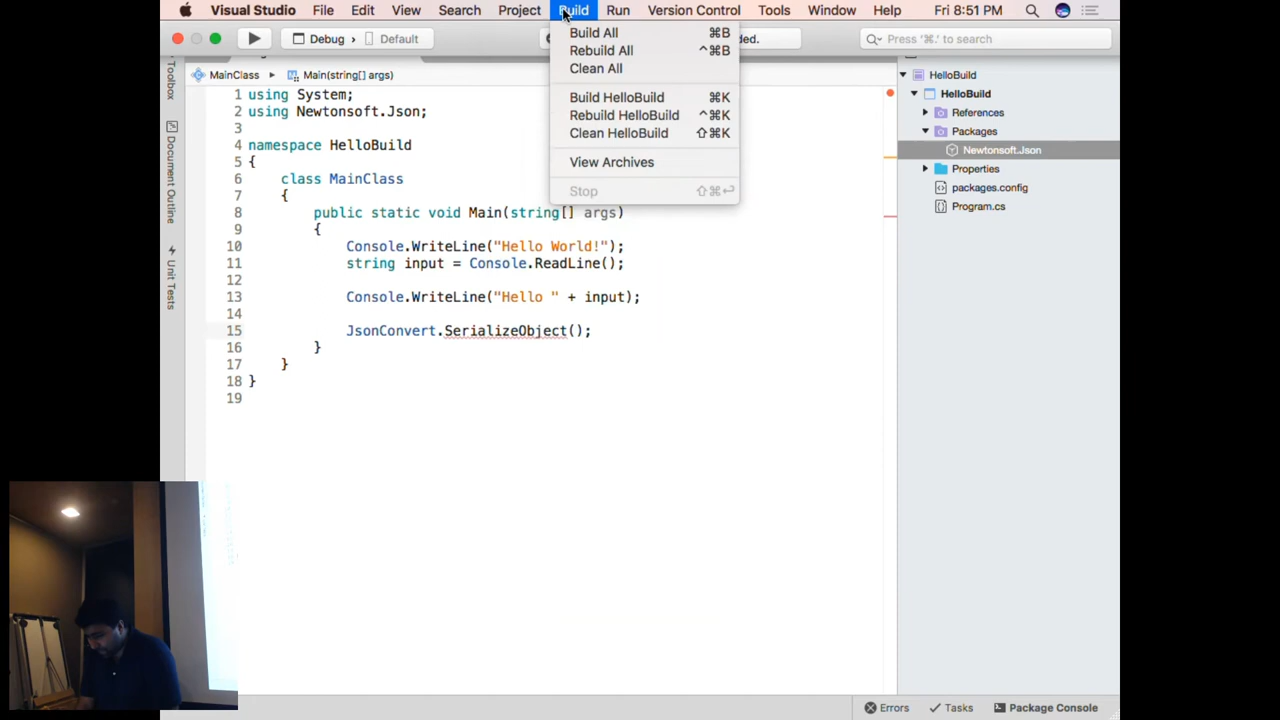 Visual Studio File Edit View Search Project Build Run Version Control Tools Window Help Fri 8:51 PM
Debug › Default
ded.
Press '⌘.' to search
Build All ⌘B
Rebuild All ^⌘B
Clean All
Build HelloBuild ⌘K
Rebuild HelloBuild ^⌘K
Clean HelloBuild ⇧⌘K
View Archives
Stop ⇧⌘↩
Toolbox
Document Outline
Unit Tests
MainClass ▸ Main(string[] args)
1 using System;
2 using Newtonsoft.Json;
3
4 namespace HelloBuild
5 {
6 class MainClass
7 {
8 public static void Main(string[] args)
9 {
10 Console.WriteLine("Hello World!");
11 string input = Console.ReadLine();
12
13 Console.WriteLine("Hello " + input);
14
15 JsonConvert.SerializeObject();
16 }
17 }
18 }
19
HelloBuild
HelloBuild
References
Packages
Newtonsoft.Json
Properties
packages.config
Program.cs
Errors Tasks Package Console